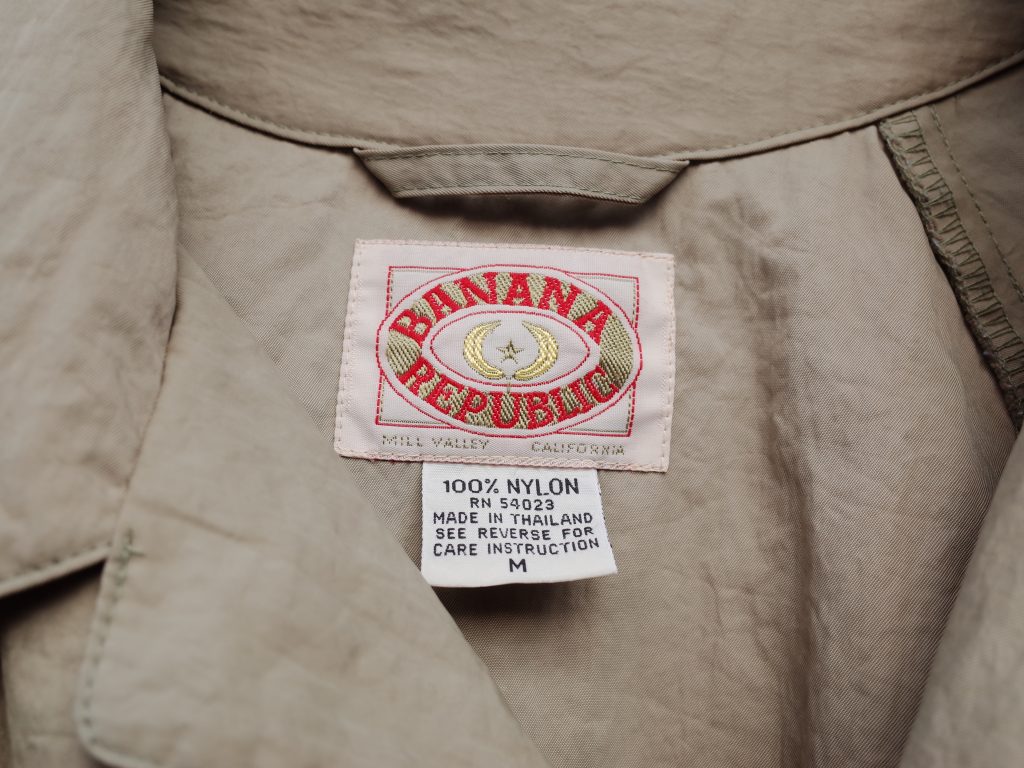 BANANA
REPUBLIC
MILL VALLEY CALIFORNIA
100% NYLON
RN 54023
MADE IN THAILAND
SEE REVERSE FOR
CARE INSTRUCTION
M